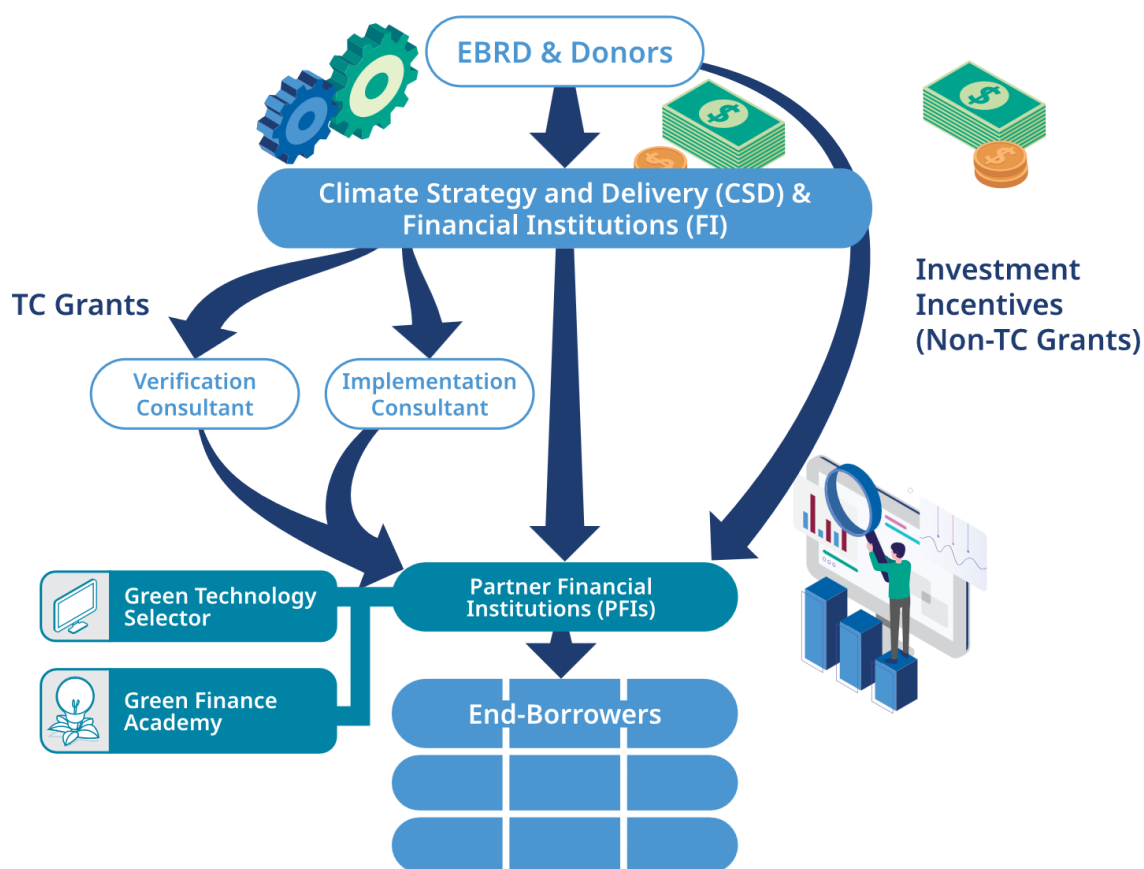 EBRD & Donors
Climate Strategy and Delivery (CSD) &
Financial Institutions (FI)
TC Grants
Investment
Incentives
(Non-TC Grants)
Verification
Consultant
Implementation
Consultant
Green Technology
Selector
Partner Financial
Institutions (PFIs)
Green Finance
Academy
End-Borrowers